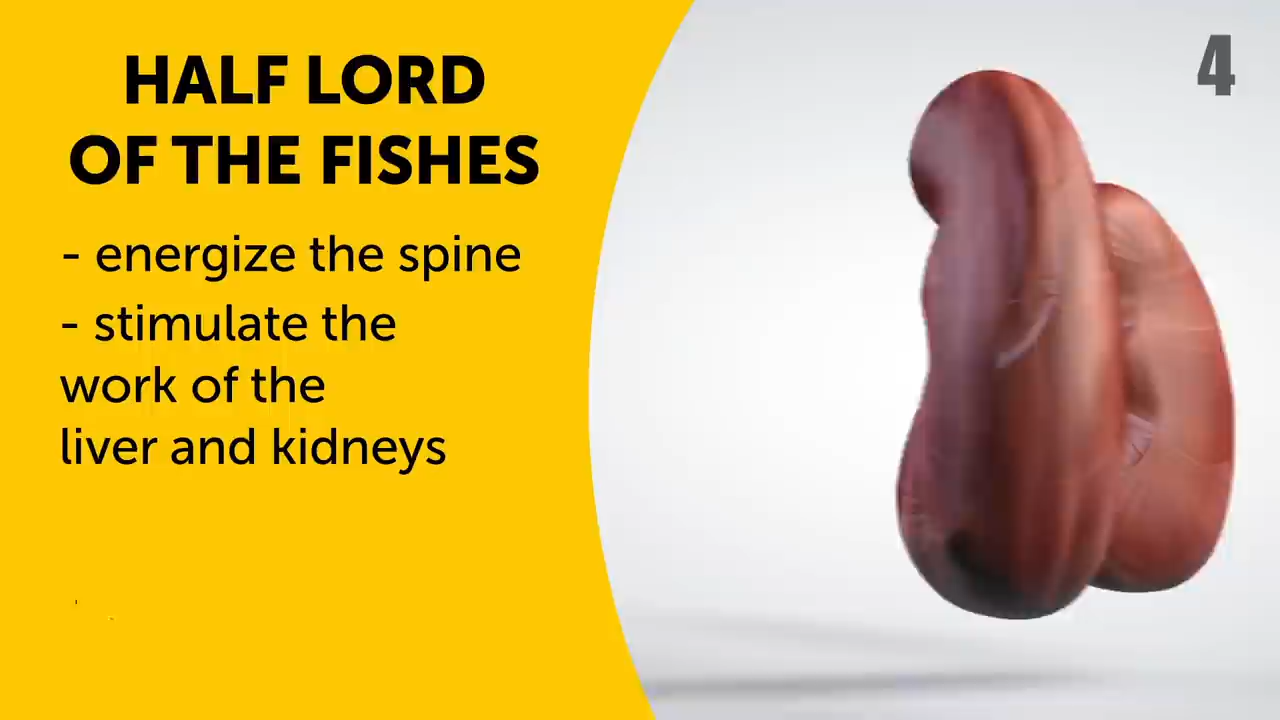 HALF LORD
OF THE FISHES
- energize the spine
- stimulate the
work of the
liver and kidneys
4